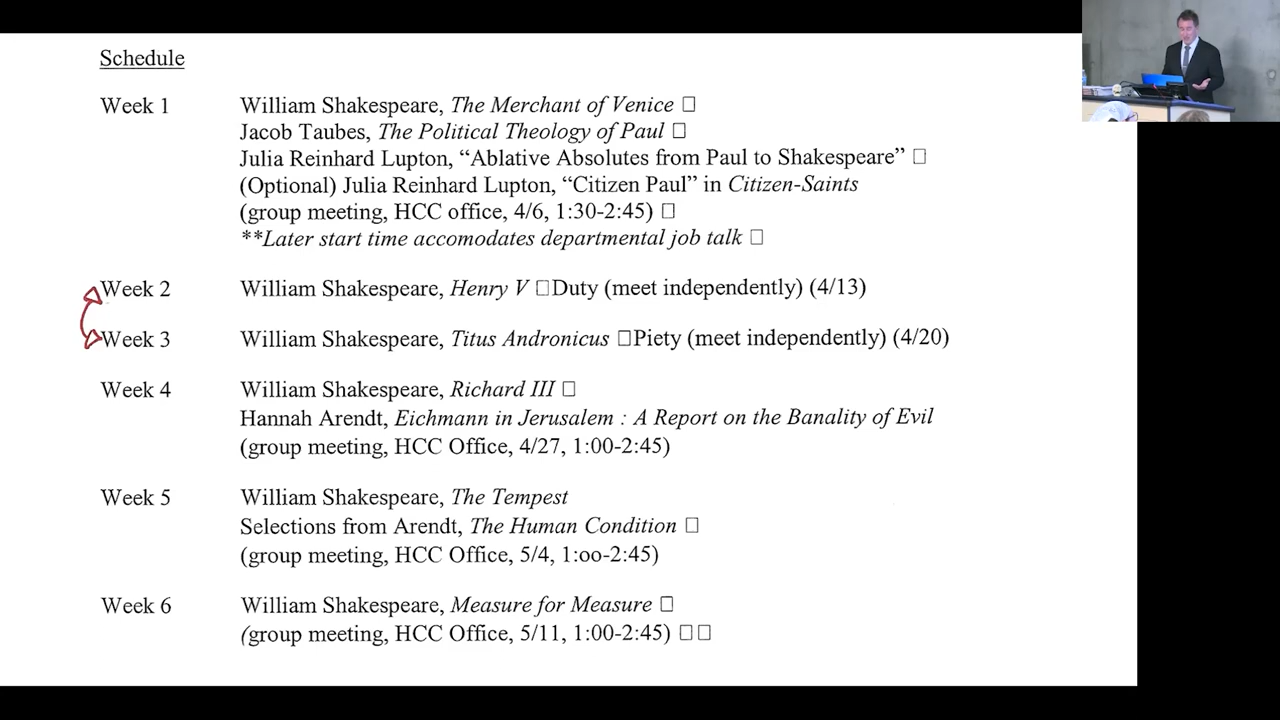 Schedule
Week 1 William Shakespeare, The Merchant of Venice □
Jacob Taubes, The Political Theology of Paul □
Julia Reinhard Lupton, “Ablative Absolutes from Paul to Shakespeare” □
(Optional) Julia Reinhard Lupton, “Citizen Paul” in Citizen-Saints
(group meeting, HCC office, 4/6, 1:30-2:45) □
**Later start time accomodates departmental job talk □
Week 2 William Shakespeare, Henry V □Duty (meet independently) (4/13)
Week 3 William Shakespeare, Titus Andronicus □Piety (meet independently) (4/20)
Week 4 William Shakespeare, Richard III □
Hannah Arendt, Eichmann in Jerusalem : A Report on the Banality of Evil
(group meeting, HCC Office, 4/27, 1:00-2:45)
Week 5 William Shakespeare, The Tempest
Selections from Arendt, The Human Condition □
(group meeting, HCC Office, 5/4, 1:oo-2:45)
Week 6 William Shakespeare, Measure for Measure □
(group meeting, HCC Office, 5/11, 1:00-2:45) □□